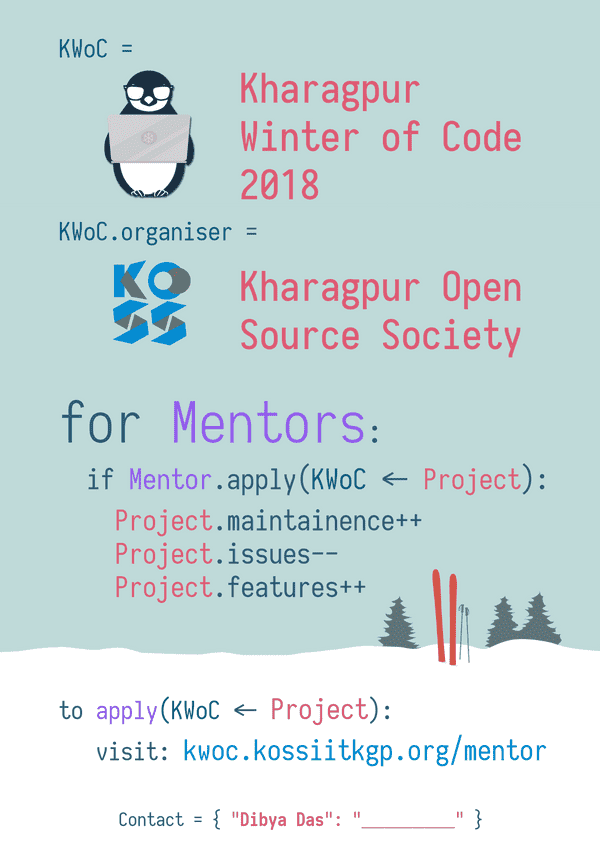 KWoC =
Kharagpur
Winter of Code
2018
KWoC.organiser =
KOSS
Kharagpur Open
Source Society
for Mentors:
if Mentor.apply(KWoC ← Project):
Project.maintainence++
Project.issues--
Project.features++
to apply(KWoC ← Project):
visit: kwoc.kossiitkgp.org/mentor
Contact = { "Dibya Das": "__________" }